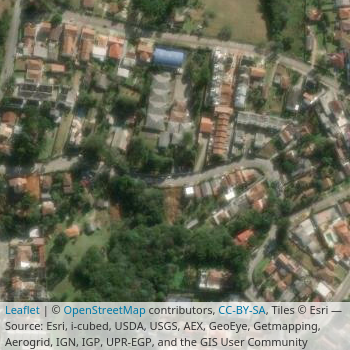 Leaflet | © OpenStreetMap contributors, CC-BY-SA, Tiles © Esri —
Source: Esri, i-cubed, USDA, USGS, AEX, GeoEye, Getmapping,
Aerogrid, IGN, IGP, UPR-EGP, and the GIS User Community